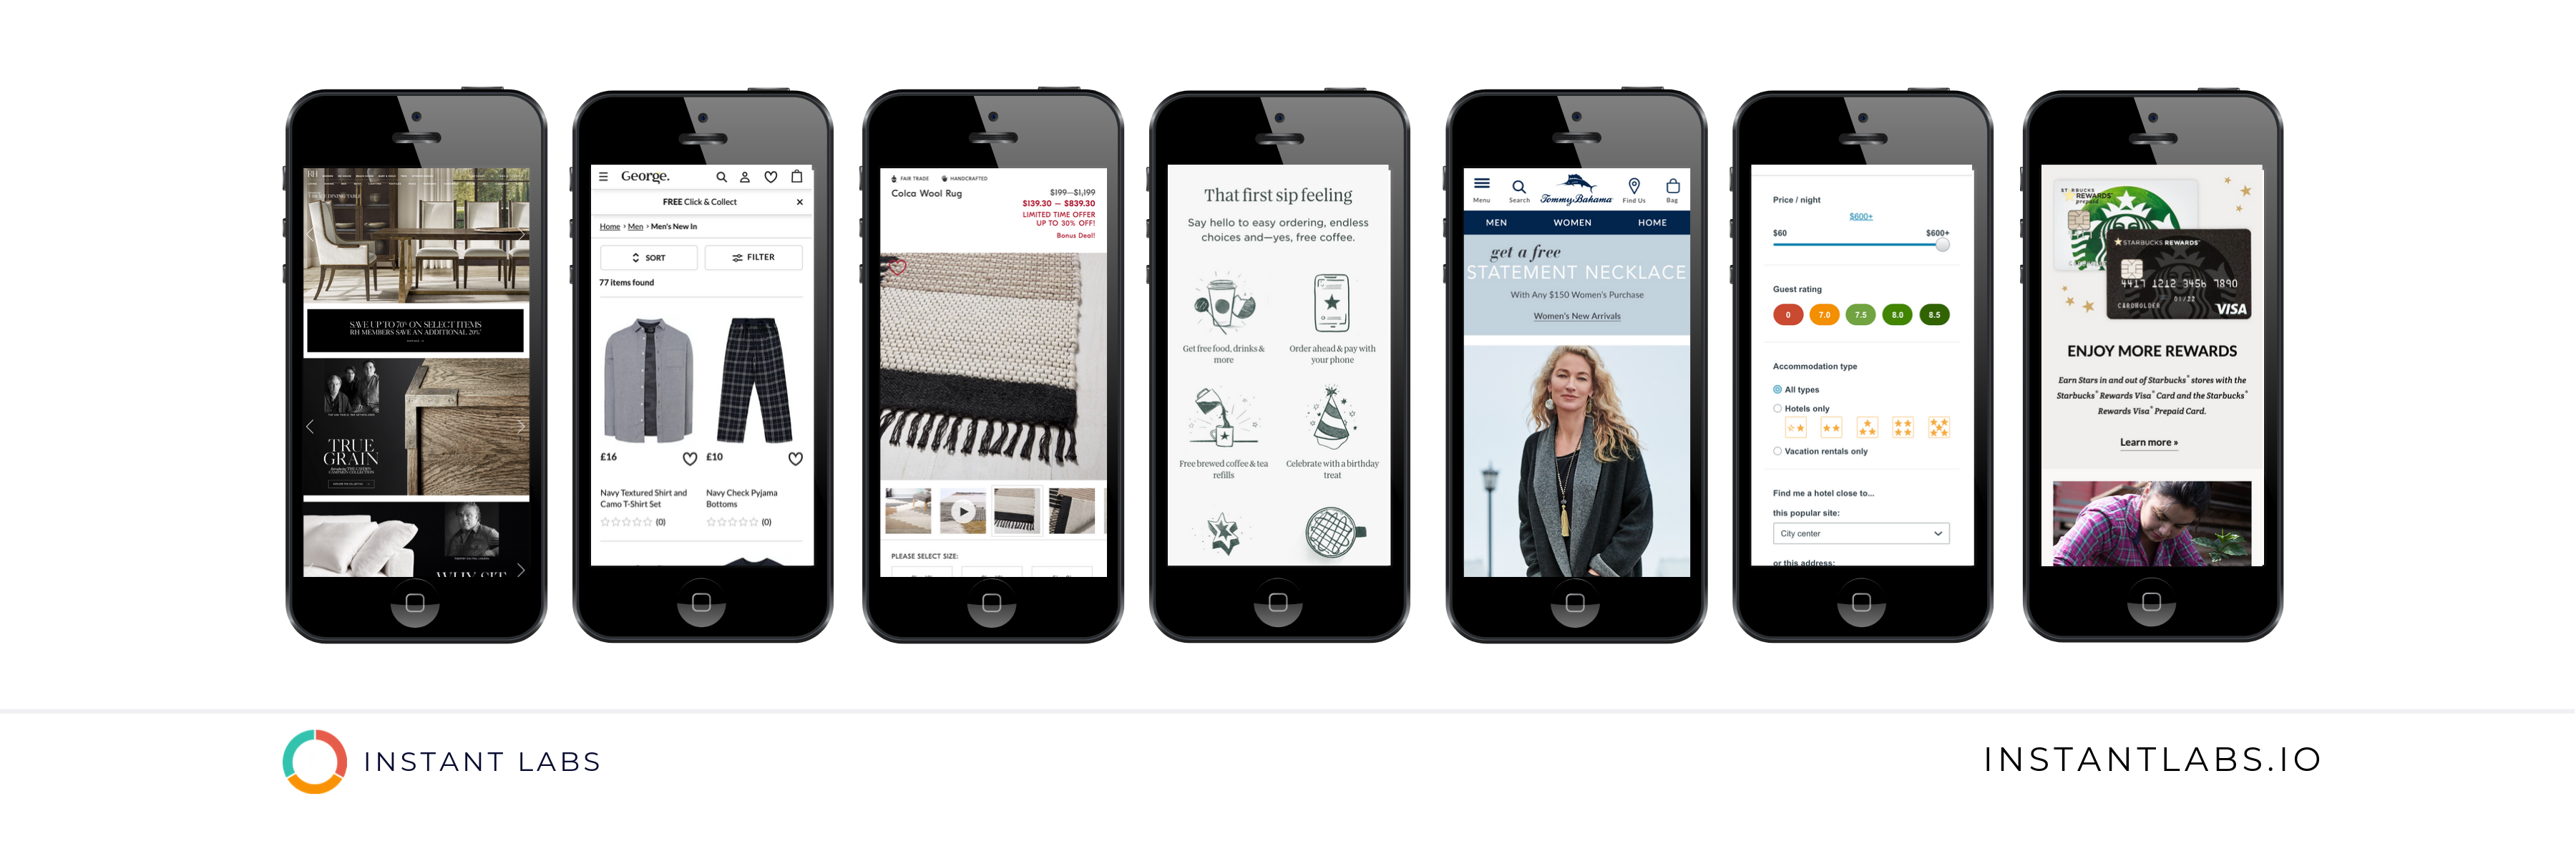 RH
SAVE UP TO 70% ON SELECT ITEMS
RH MEMBERS SAVE AN ADDITIONAL 20%*
TRUE
GRAIN
WHY SIT
George.
FREE Click & Collect
Home › Men › Men's New In
SORT
FILTER
77 items found
£16
£10
Navy Textured Shirt and
Camo T-Shirt Set
Navy Check Pyjama
Bottoms
(0)
(0)
FAIR TRADE
HANDCRAFTED
Colca Wool Rug
$199—$1,199
$139.30 — $839.30
LIMITED TIME OFFER
UP TO 30% OFF!
Bonus Deal!
PLEASE SELECT SIZE:
That first sip feeling
Say hello to easy ordering, endless
choices and—yes, free coffee.
Get free food, drinks &
more
Order ahead & pay with
your phone
Free brewed coffee & tea
refills
Celebrate with a birthday
treat
Menu
Search
Tommy Bahama
Find Us
Bag
MEN
WOMEN
HOME
get a free
STATEMENT NECKLACE
With Any $150 Women's Purchase
Women's New Arrivals
Price / night
$600+
$60
$600+
Guest rating
0
7.0
7.5
8.0
8.5
Accommodation type
All types
Hotels only
Vacation rentals only
Find me a hotel close to...
this popular site:
City center
or this address:
STARBUCKS
REWARDS
prepaid
STARBUCKS REWARDS
4417 1212 3456 7890
01/22
CARDHOLDER
VISA
ENJOY MORE REWARDS
Earn Stars in and out of Starbucks® stores with the
Starbucks® Rewards Visa® Card and the Starbucks®
Rewards Visa® Prepaid Card.
Learn more »
INSTANT LABS
INSTANTLABS.IO